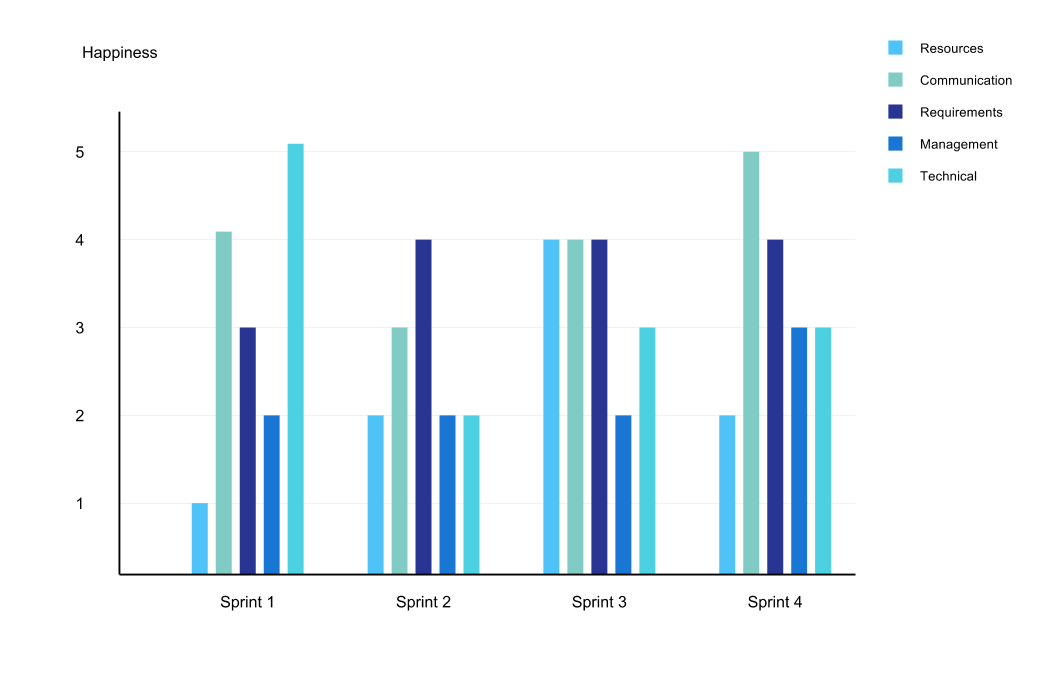 Happiness
Resources
Communication
Requirements
Management
Technical
5
4
3
2
1
Sprint 1
Sprint 2
Sprint 3
Sprint 4